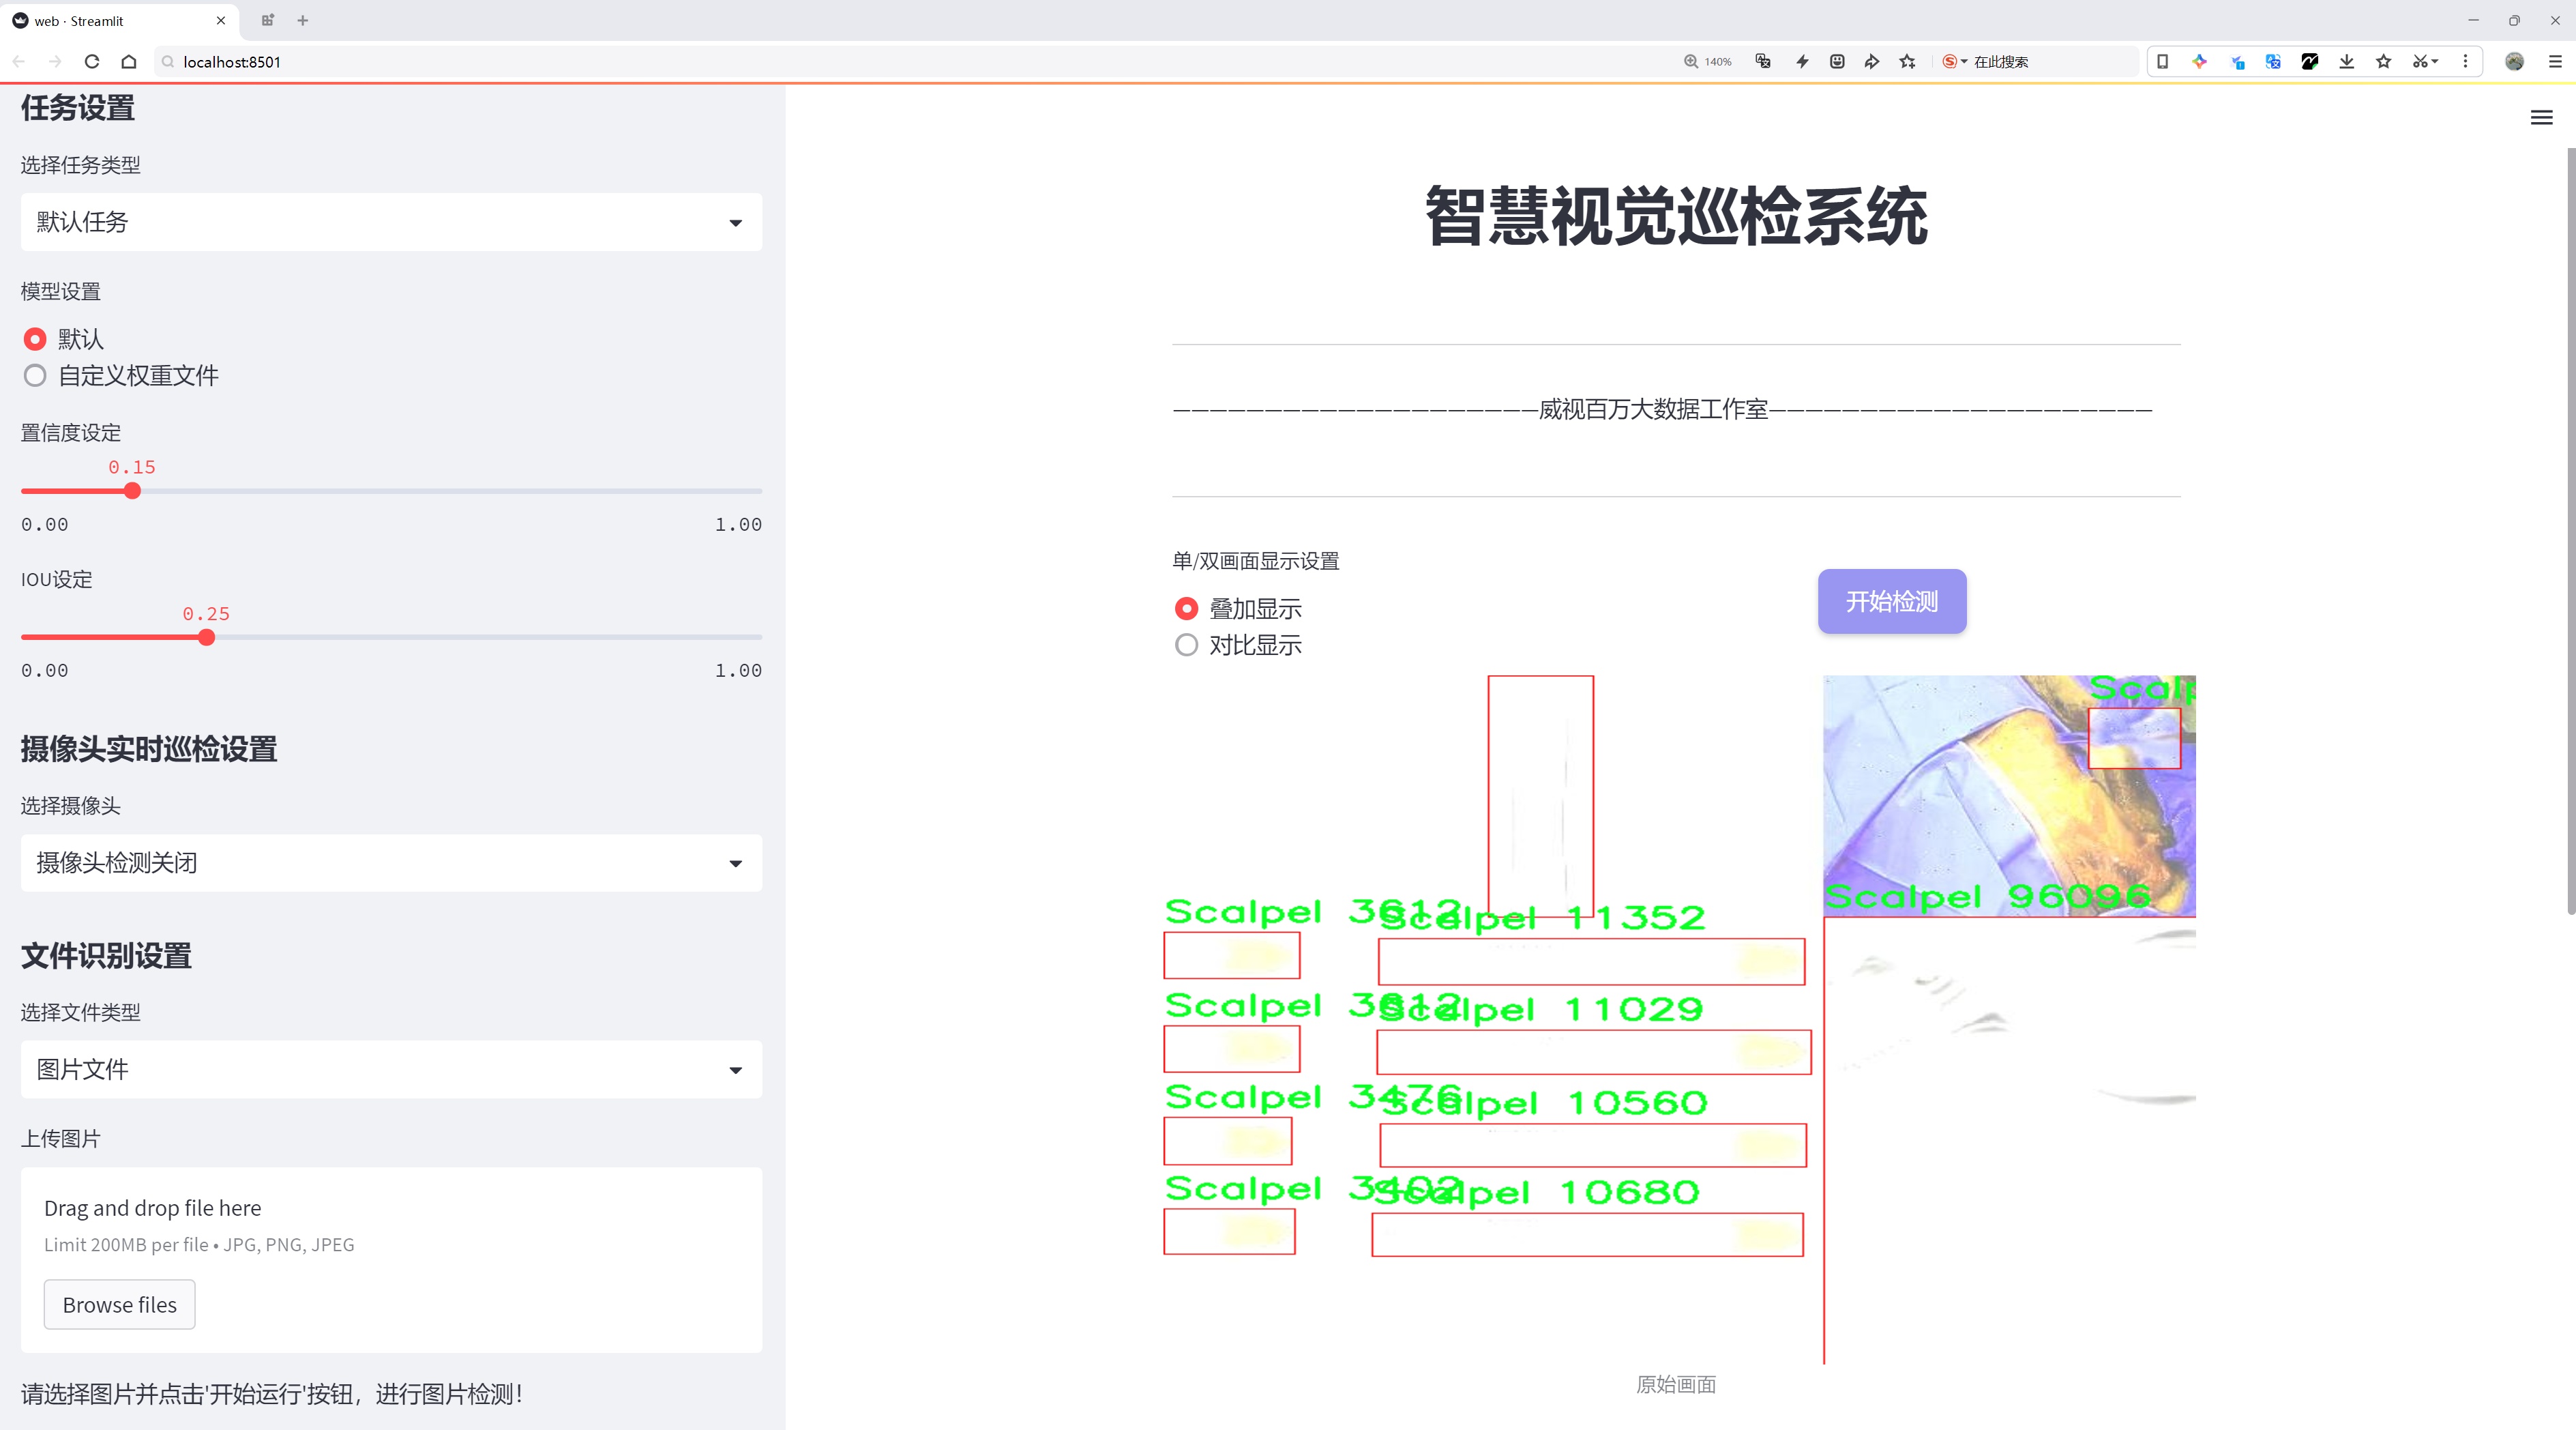 web · Streamlit
localhost:8501
140%
在此搜索
任务设置
选择任务类型
默认任务
模型设置
默认
自定义权重文件
置信度设定
0.15
0.00 1.00
IOU设定
0.25
0.00 1.00
摄像头实时巡检设置
选择摄像头
摄像头检测关闭
文件识别设置
选择文件类型
图片文件
上传图片
Drag and drop file here
Limit 200MB per file • JPG, PNG, JPEG
Browse files
请选择图片并点击'开始运行'按钮，进行图片检测！
智慧视觉巡检系统
————————————————————威视百万大数据工作室—————————————————————
单/双画面显示设置
叠加显示
对比显示
开始检测
Scalp
Scalpel 96096
Scalpel 3612
Scalpel 11352
Scalpel 3612
Scalpel 11029
Scalpel 3476
Scalpel 10560
Scalpel 3402
Scalpel 10680
原始画面